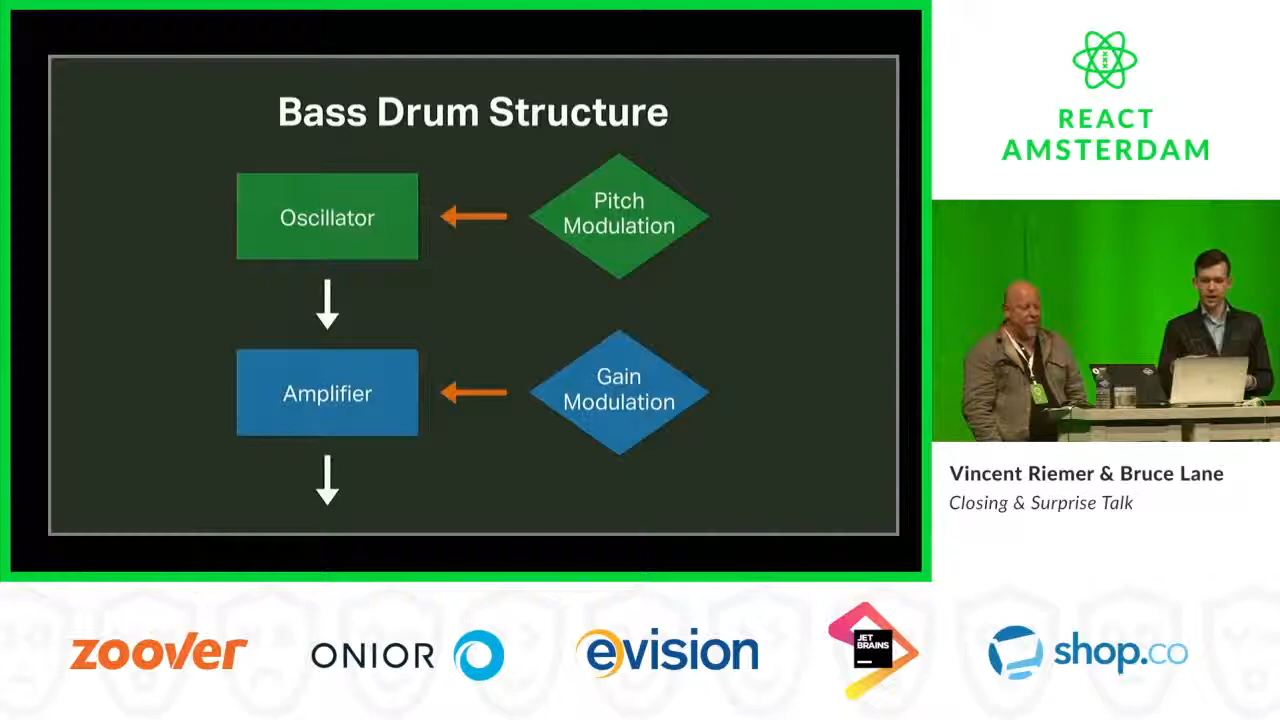 Bass Drum Structure
Oscillator
Pitch
Modulation
Amplifier
Gain
Modulation
REACT
AMSTERDAM
Vincent Riemer & Bruce Lane
Closing & Surprise Talk
zoover
ONIOR
evision
JET
BRAINS
shop.co